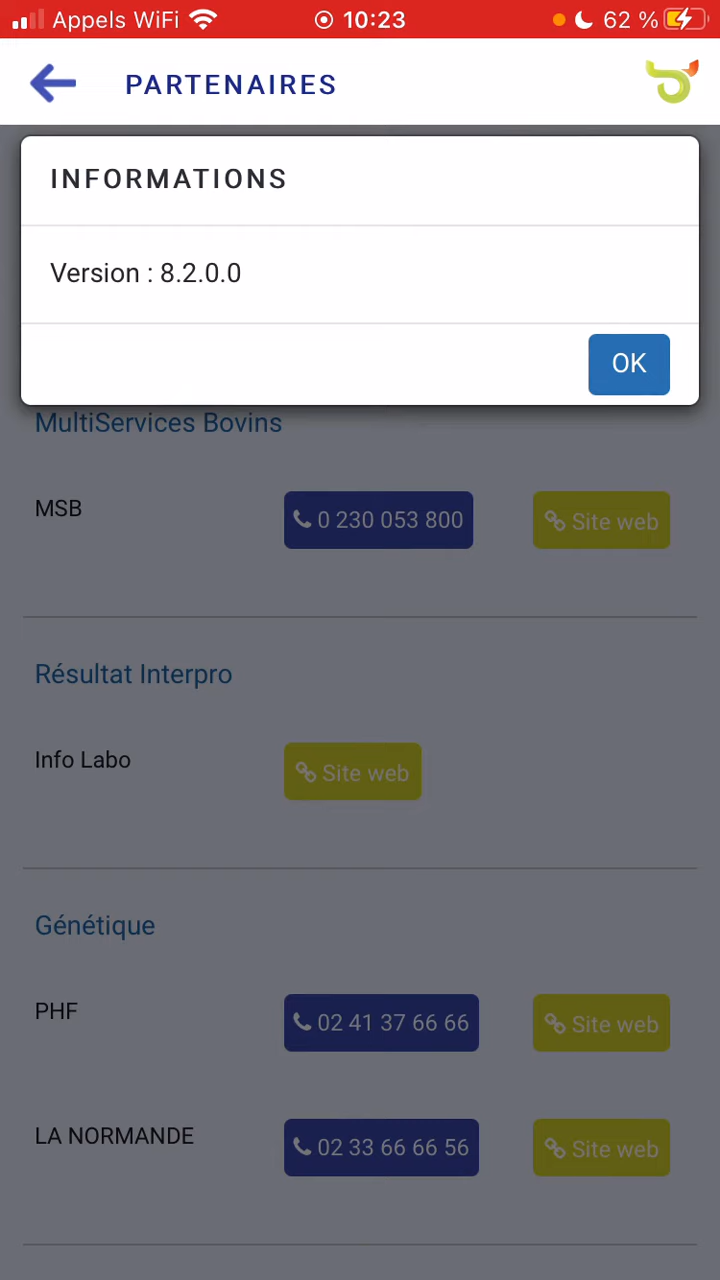 Appels WiFi 10:23 62 %
PARTENAIRES
INFORMATIONS
Version : 8.2.0.0
OK
MultiServices Bovins
MSB 0 230 053 800 Site web
Résultat Interpro
Info Labo Site web
Génétique
PHF 02 41 37 66 66 Site web
LA NORMANDE 02 33 66 66 56 Site web